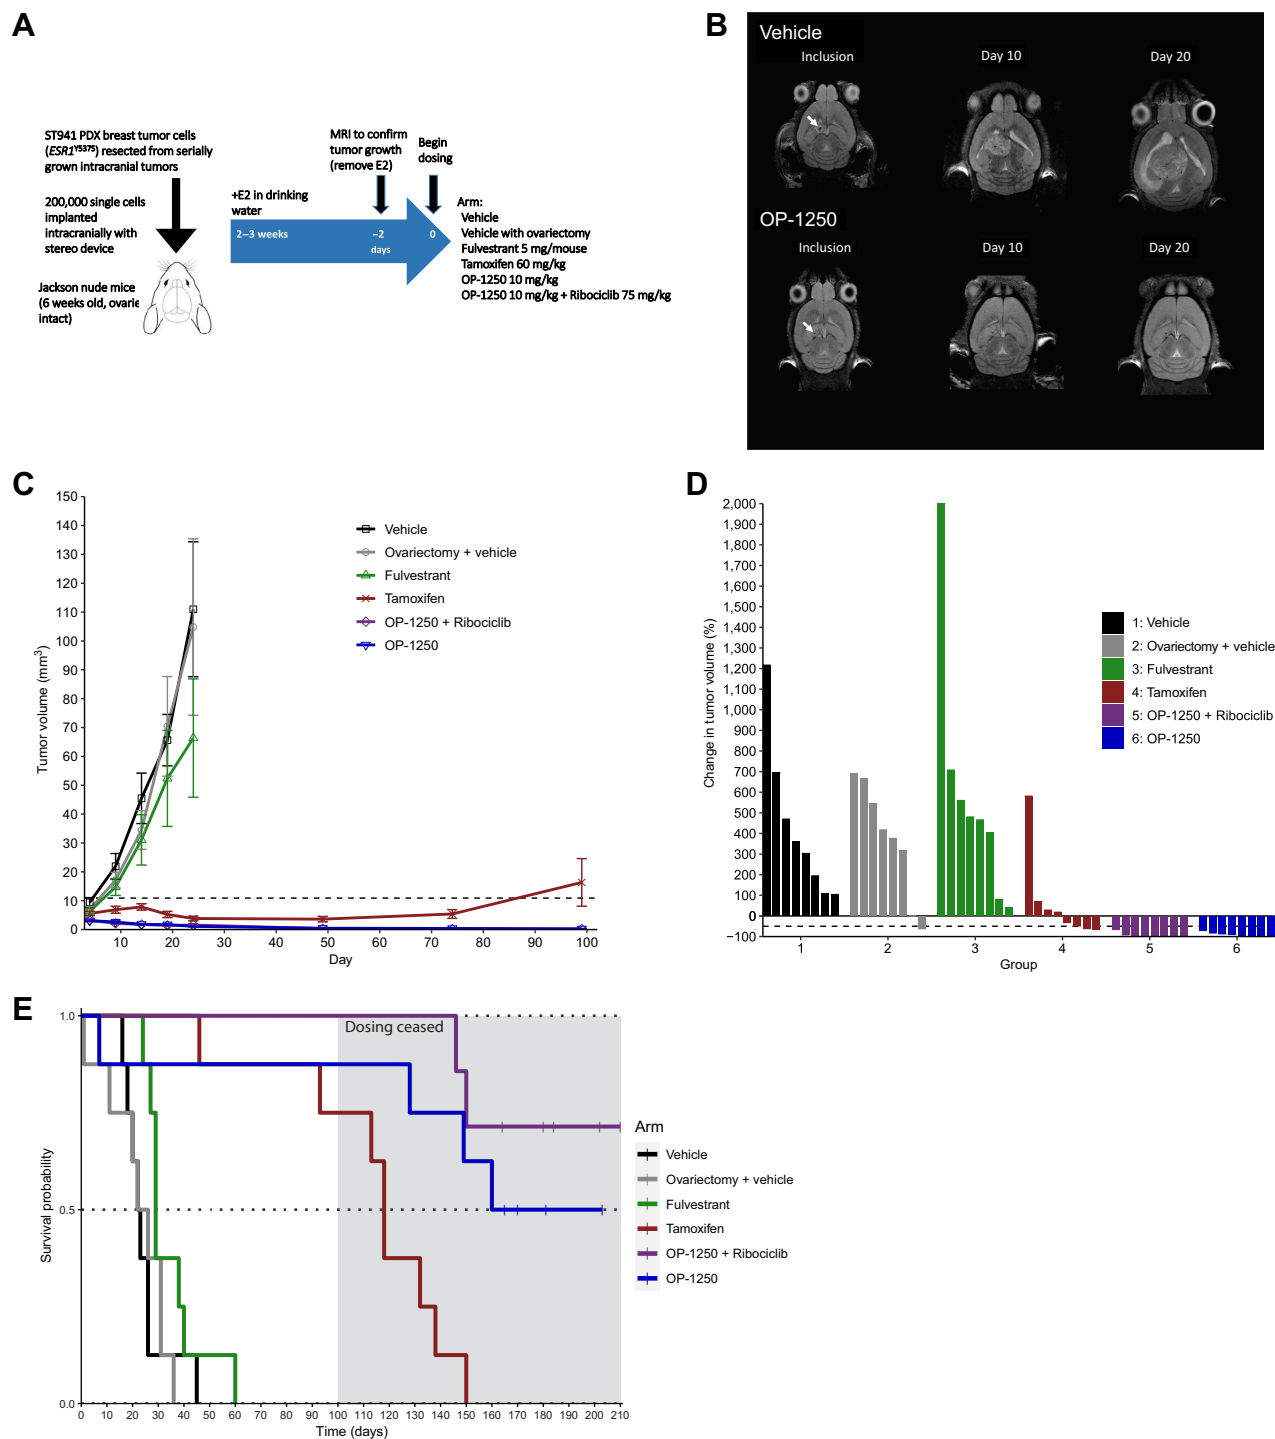 A
ST941 PDX breast tumor cells
(ESR1Y537S) resected from serially
grown intracranial tumors
200,000 single cells
implanted
intracranially with
stereo device
Jackson nude mice
(6 weeks old, ovarie
intact)
+E2 in drinking
water
2–3 weeks
MRI to confirm
tumor growth
(remove E2)
–2
days
Begin
dosing
0
Arm:
Vehicle
Vehicle with ovariectomy
Fulvestrant 5 mg/mouse
Tamoxifen 60 mg/kg
OP-1250 10 mg/kg
OP-1250 10 mg/kg + Ribociclib 75 mg/kg
B
Vehicle
Inclusion Day 10 Day 20
OP-1250
Inclusion Day 10 Day 20
C
Tumor volume (mm3)
150
140
130
120
110
100
90
80
70
60
50
40
30
20
10
0
10 20 30 40 50 60 70 80 90 100
Day
Vehicle
Ovariectomy + vehicle
Fulvestrant
Tamoxifen
OP-1250 + Ribociclib
OP-1250
D
Change in tumor volume (%)
2,000
1,900
1,800
1,700
1,600
1,500
1,400
1,300
1,200
1,100
1,000
900
800
700
600
500
400
300
200
100
0
–100
1 2 3 4 5 6
Group
1: Vehicle
2: Ovariectomy + vehicle
3: Fulvestrant
4: Tamoxifen
5: OP-1250 + Ribociclib
6: OP-1250
E
Survival probability
1.0
0.5
0.0
Dosing ceased
0 10 20 30 40 50 60 70 80 90 100 110 120 130 140 150 160 170 180 190 200 210
Time (days)
Arm
Vehicle
Ovariectomy + vehicle
Fulvestrant
Tamoxifen
OP-1250 + Ribociclib
OP-1250